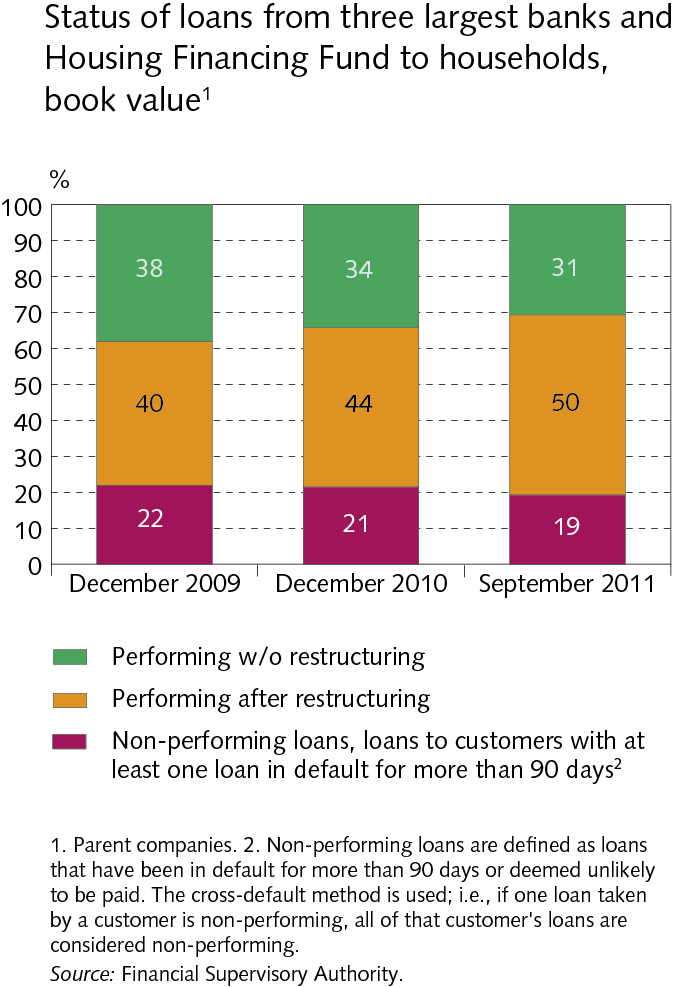 Status of loans from three largest banks and
Housing Financing Fund to households,
book value¹
%
100
90
80
70
60
50
40
30
20
10
0
38
34
31
40
44
50
22
21
19
December 2009
December 2010
September 2011
Performing w/o restructuring
Performing after restructuring
Non-performing loans, loans to customers with at
least one loan in default for more than 90 days²
1. Parent companies. 2. Non-performing loans are defined as loans
that have been in default for more than 90 days or deemed unlikely
to be paid. The cross-default method is used; i.e., if one loan taken
by a customer is non-performing, all of that customer's loans are
considered non-performing.
Source: Financial Supervisory Authority.